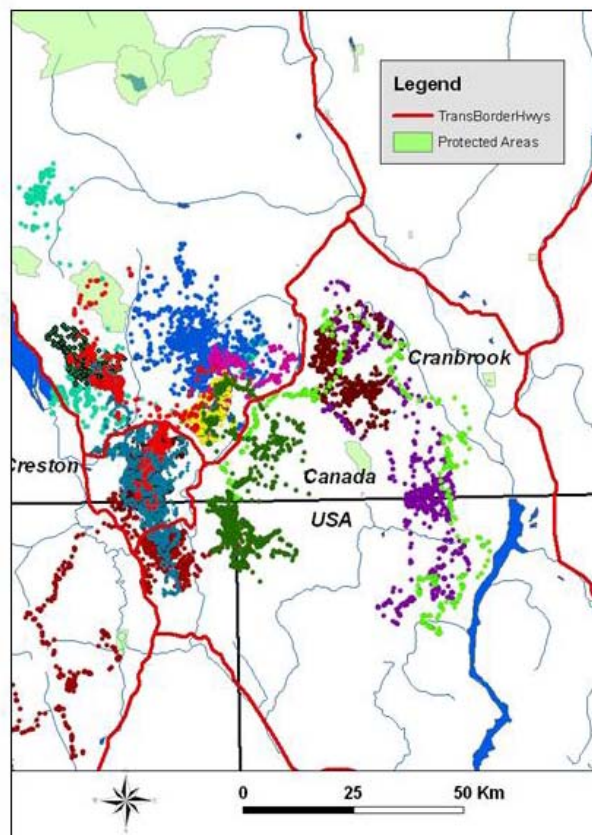 Legend
TransBorderHwys
Protected Areas
Cranbrook
Creston
Canada
USA
0 25 50 Km